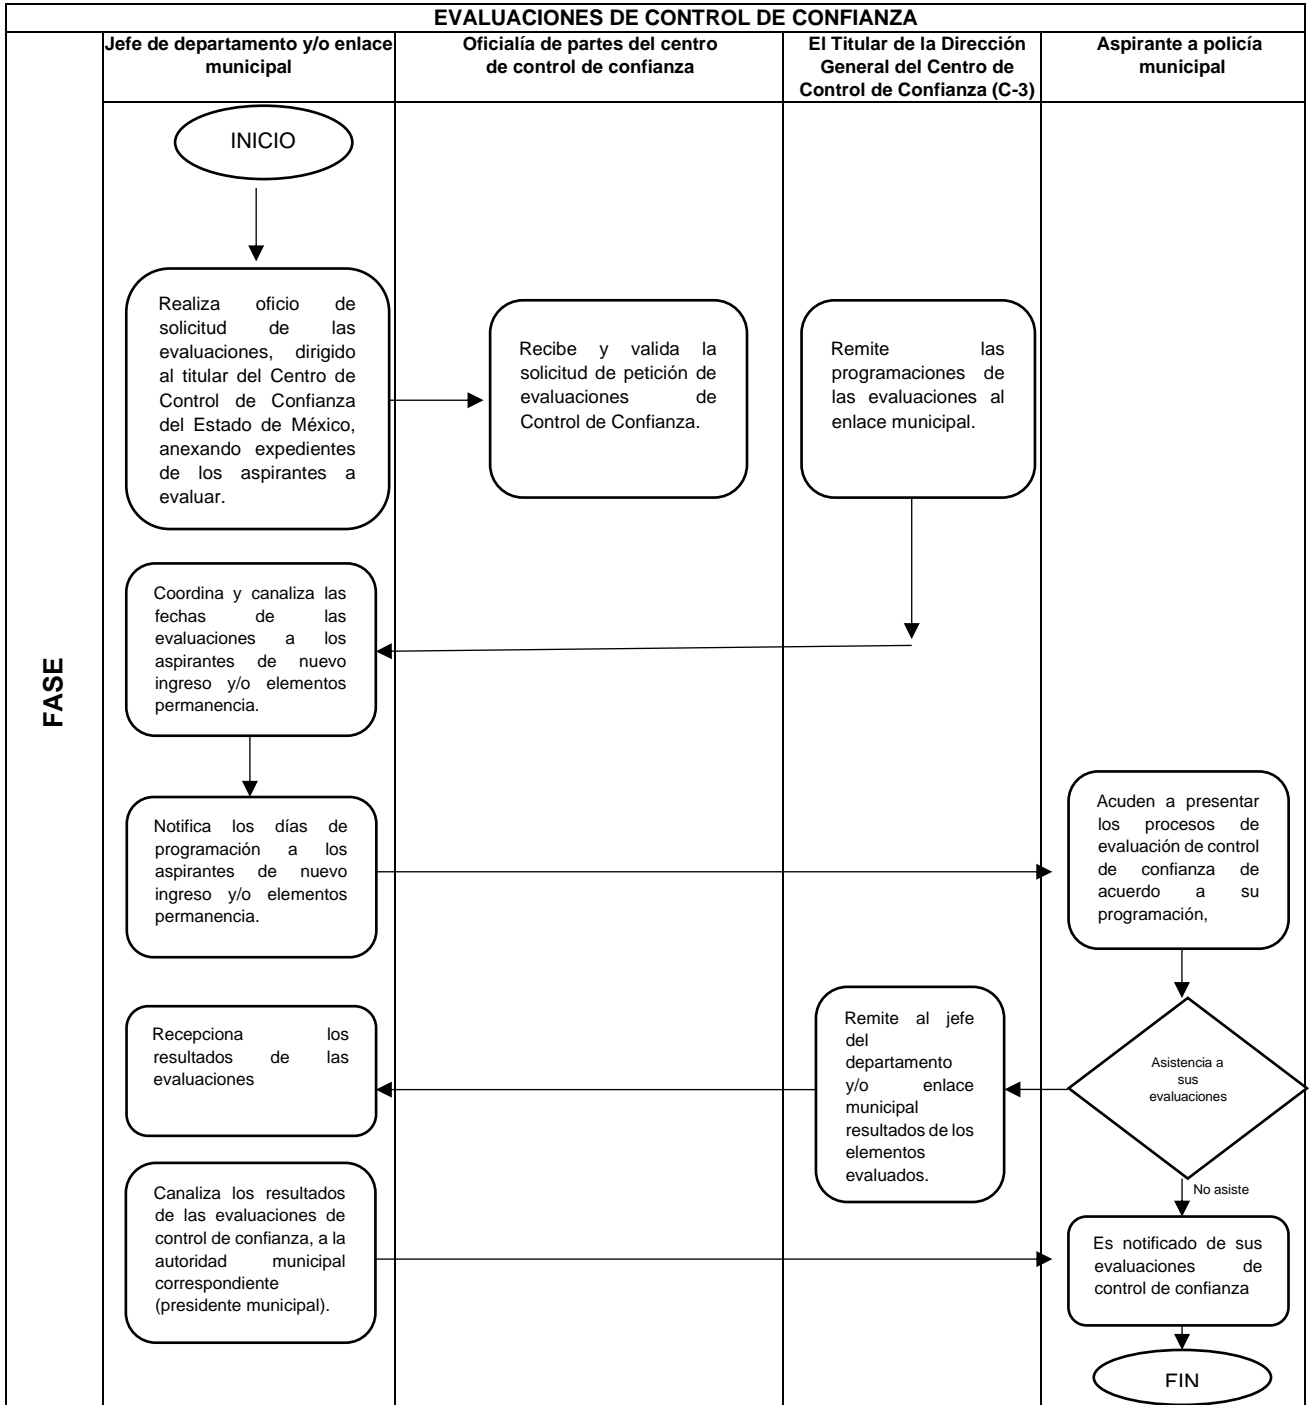 EVALUACIONES DE CONTROL DE CONFIANZA
Jefe de departamento y/o enlace
municipal
Oficialía de partes del centro
de control de confianza
El Titular de la Dirección
General del Centro de
Control de Confianza (C-3)
Aspirante a policía
municipal
FASE
INICIO
Realiza oficio de
solicitud de las
evaluaciones, dirigido
al titular del Centro de
Control de Confianza
del Estado de México,
anexando expedientes
de los aspirantes a
evaluar.
Recibe y valida la
solicitud de petición de
evaluaciones de
Control de Confianza.
Remite las
programaciones de
las evaluaciones al
enlace municipal.
Coordina y canaliza las
fechas de las
evaluaciones a los
aspirantes de nuevo
ingreso y/o elementos
permanencia.
Notifica los días de
programación a los
aspirantes de nuevo
ingreso y/o elementos
permanencia.
Acuden a presentar
los procesos de
evaluación de control
de confianza de
acuerdo a su
programación,
Asistencia a
sus
evaluaciones
Remite al jefe
del
departamento
y/o enlace
municipal
resultados de los
elementos
evaluados.
Recepciona los
resultados de las
evaluaciones
No asiste
Canaliza los resultados
de las evaluaciones de
control de confianza, a la
autoridad municipal
correspondiente
(presidente municipal).
Es notificado de sus
evaluaciones de
control de confianza
FIN